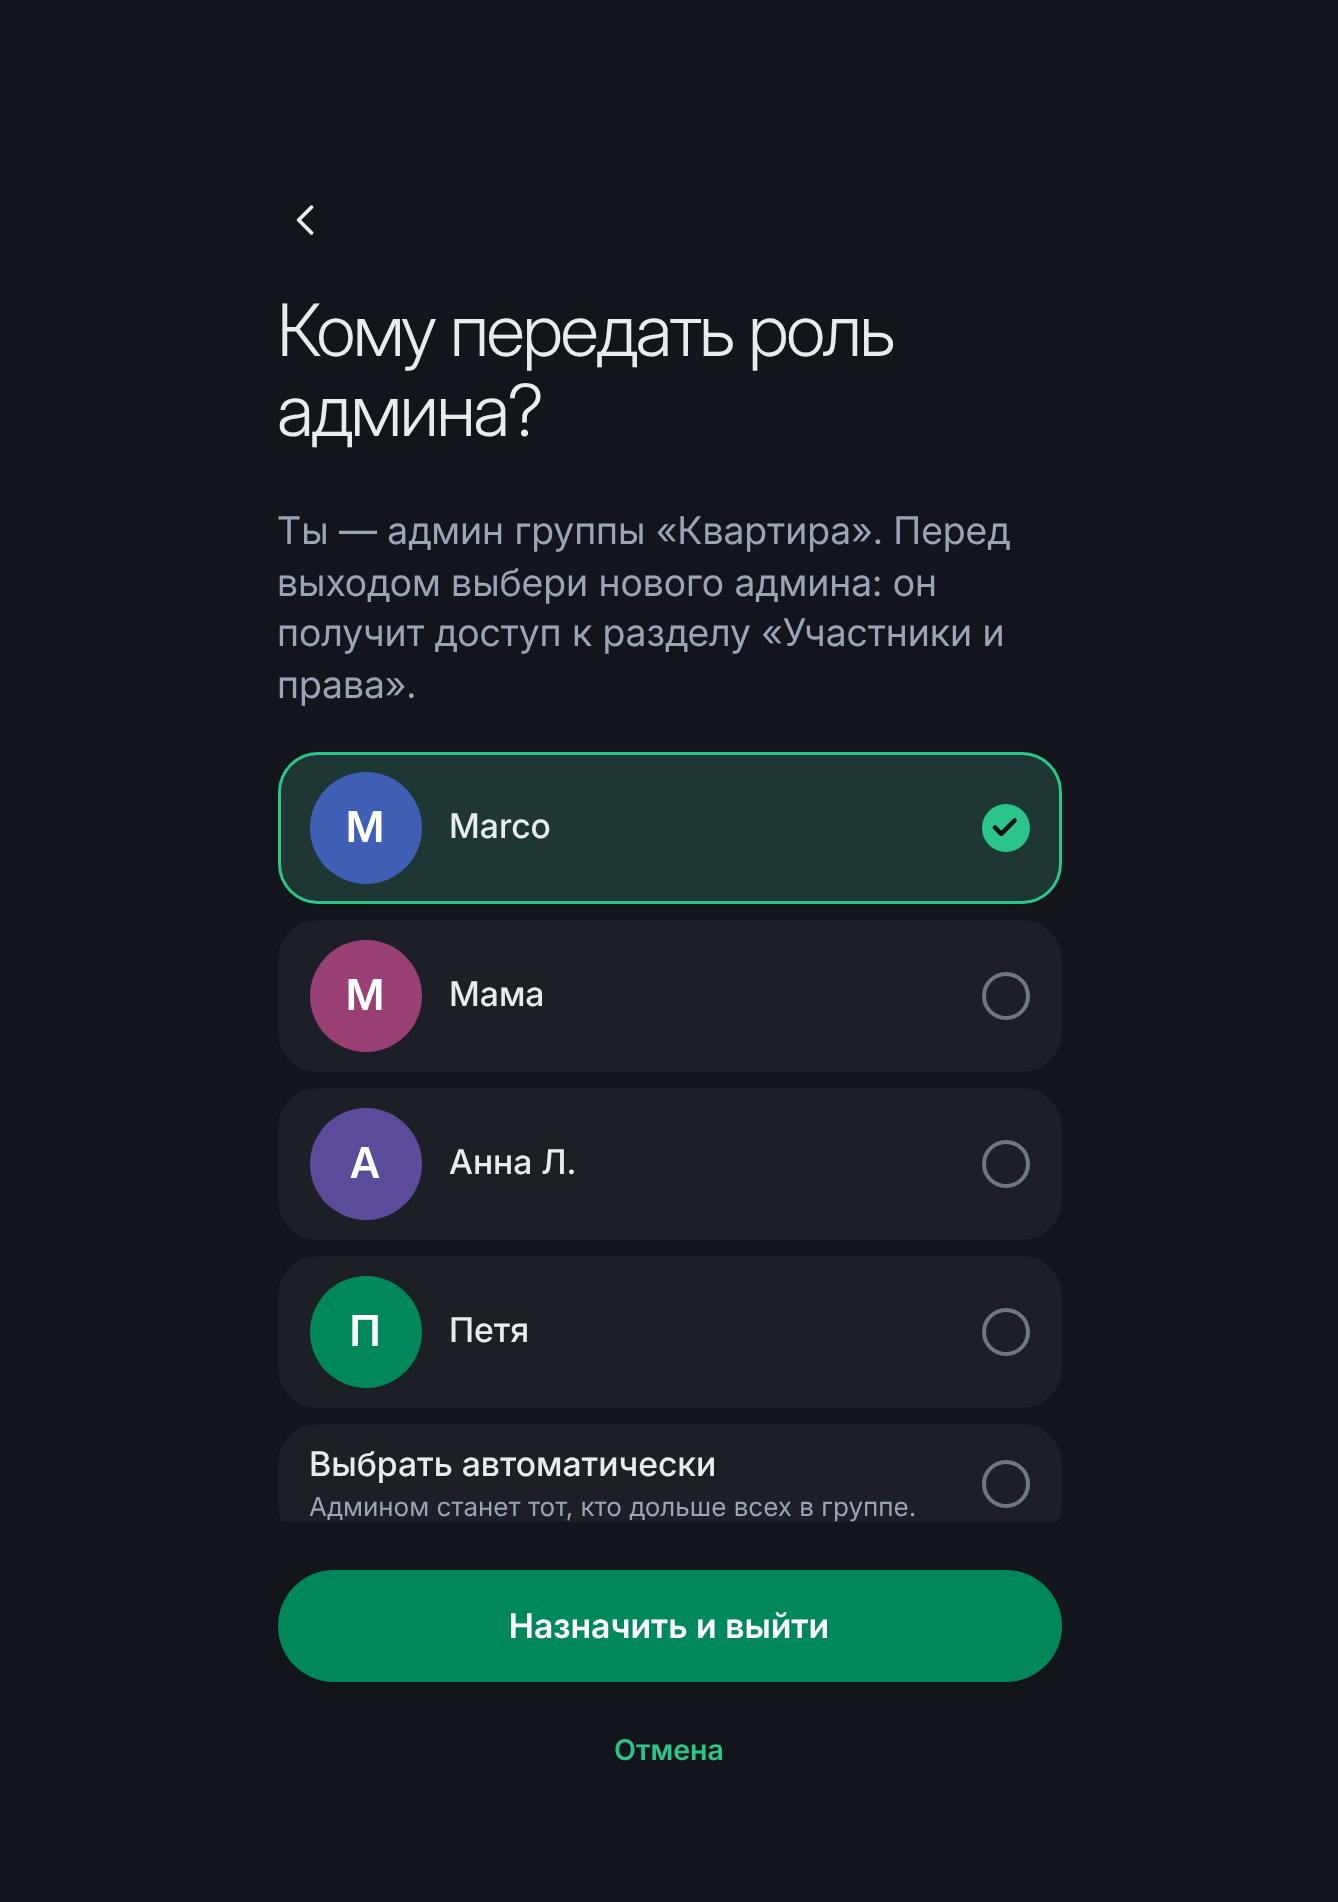 Кому передать роль
админа?
Ты — админ группы «Квартира». Перед
выходом выбери нового админа: он
получит доступ к разделу «Участники и
права».
M Marco
М Мама
А Анна Л.
П Петя
Выбрать автоматически
Админом станет тот, кто дольше всех в группе.
Назначить и выйти
Отмена